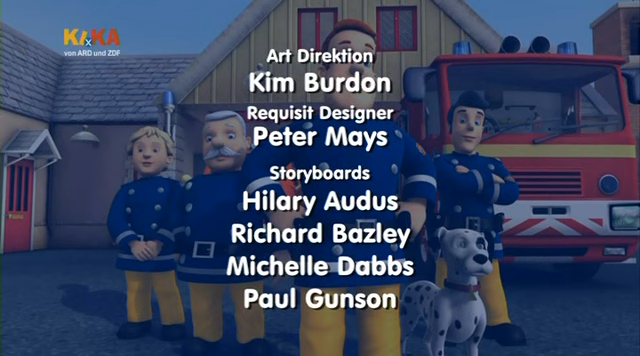 KiKA
von ARD und ZDF
Art Direktion
Kim Burdon
Requisit Designer
Peter Mays
Storyboards
Hilary Audus
Richard Bazley
Michelle Dabbs
Paul Gunson